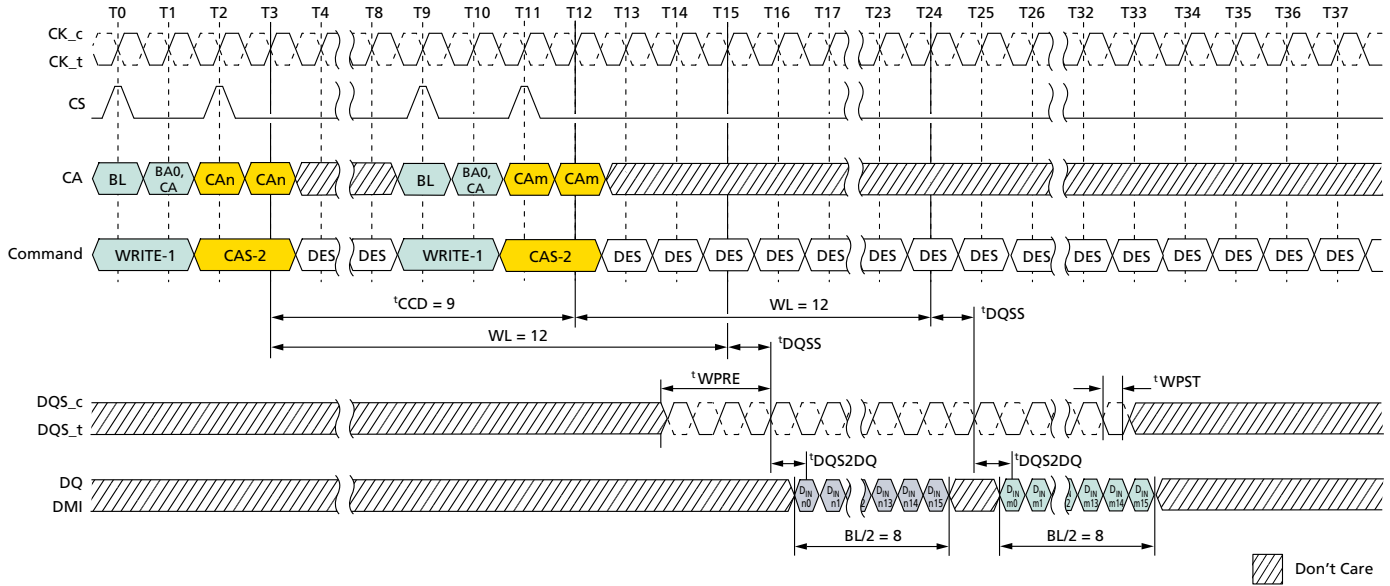 T0 T1 T2 T3 T4 T8 T9 T10 T11 T12 T13 T14 T15 T16 T17 T23 T24 T25 T26 T32 T33 T34 T35 T36 T37
CK_c
CK_t
CS
CA BL BA0, CA CAn CAn BL BA0, CA CAm CAm
Command WRITE-1 CAS-2 DES DES WRITE-1 CAS-2 DES DES DES DES DES DES DES DES DES DES DES DES DES DES DES
tCCD = 9 WL = 12 tDQSS
WL = 12 tDQSS
tWPRE tWPST
DQS_c
DQS_t
tDQS2DQ tDQS2DQ
DQ
DMI
DIN n0 DIN n1 DIN n13 DIN n14 DIN n15 DIN m0 DIN m1 DIN m13 DIN m14 DIN m15
BL/2 = 8 BL/2 = 8
Don't Care